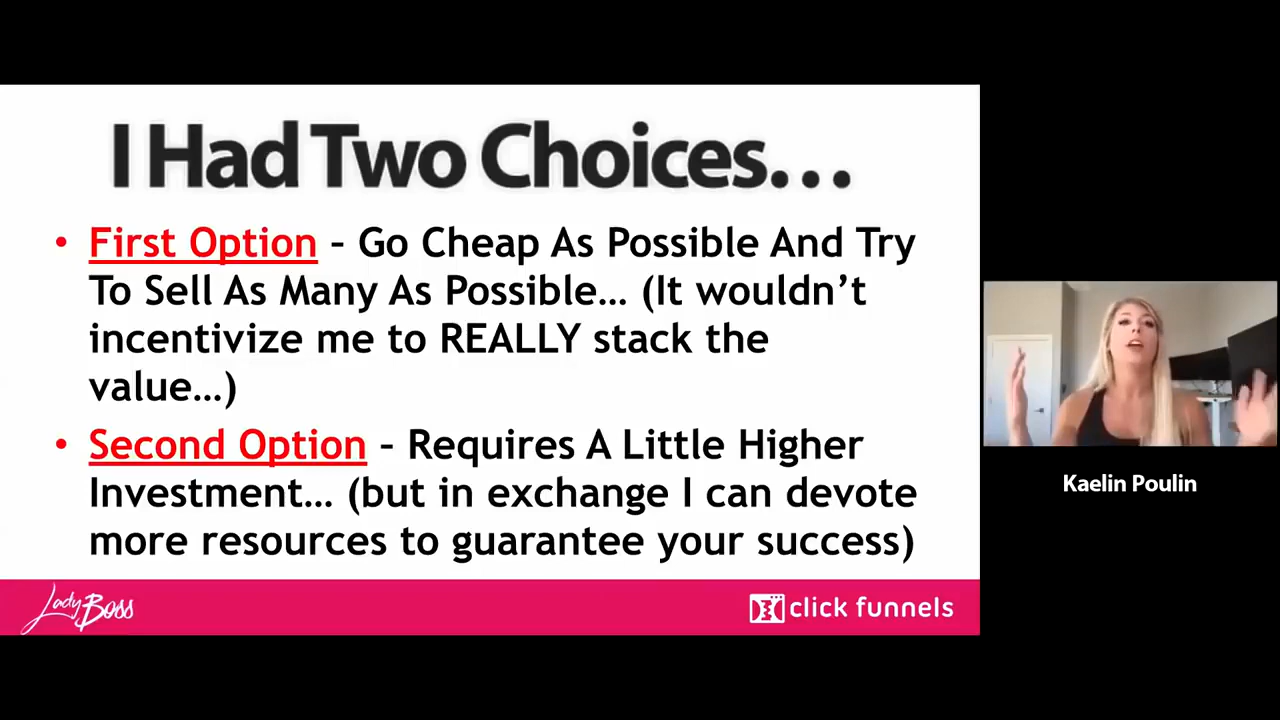 I Had Two Choices…
• First Option – Go Cheap As Possible And Try
To Sell As Many As Possible… (It wouldn’t
incentivize me to REALLY stack the
value…)
• Second Option – Requires A Little Higher
Investment… (but in exchange I can devote
more resources to guarantee your success)
Kaelin Poulin
LadyBoss
click funnels